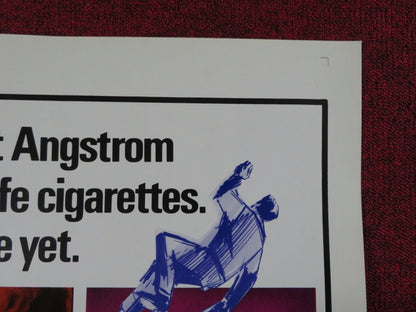 t Angstrom
fe cigarettes.
e yet.